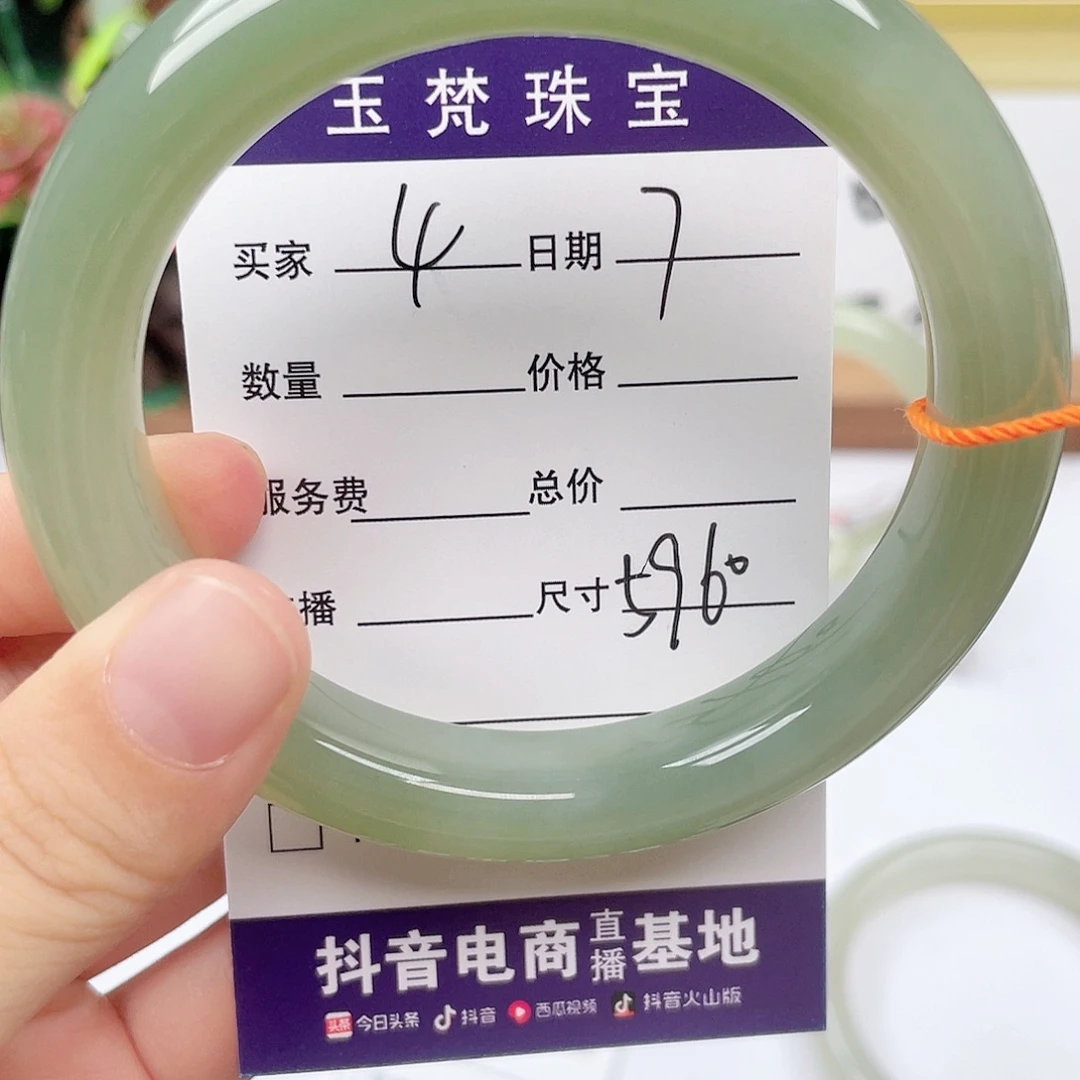 玉梵珠宝
买家 4 日期 7
数量 价格
服务费 总价
播 尺寸
抖音电商直播基地
头条 今日头条 抖音 西瓜视频 抖音火山版